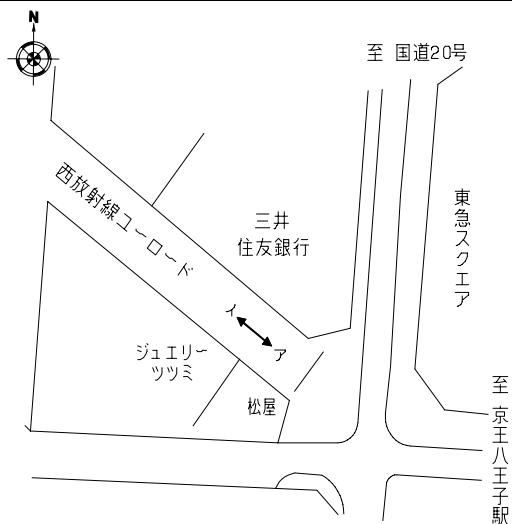 N
至 国道20号
西放射線ユーロード
三井
住友銀行
東急スクエア
イ
ア
ジュエリー
ツツミ
松屋
至 京王八王子駅